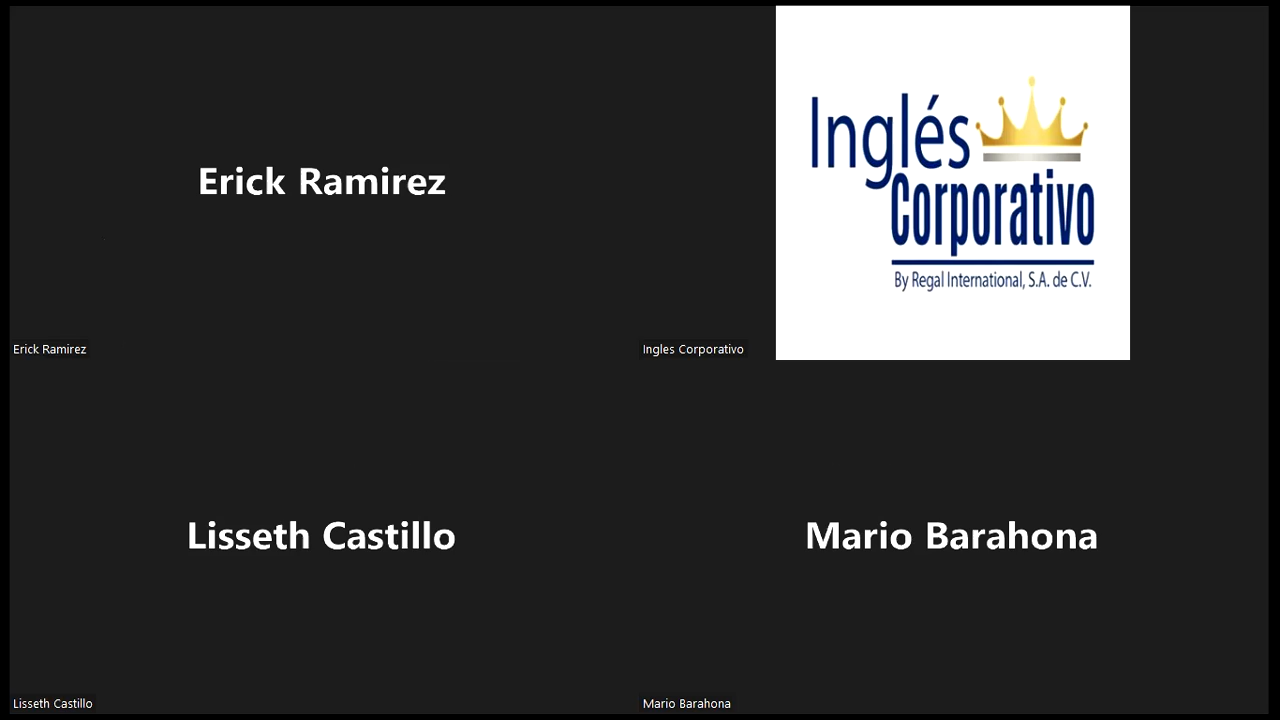 Erick Ramirez
Erick Ramirez
Inglés
Corporativo
By Regal International, S.A. de C.V.
Ingles Corporativo
Lisseth Castillo
Lisseth Castillo
Mario Barahona
Mario Barahona